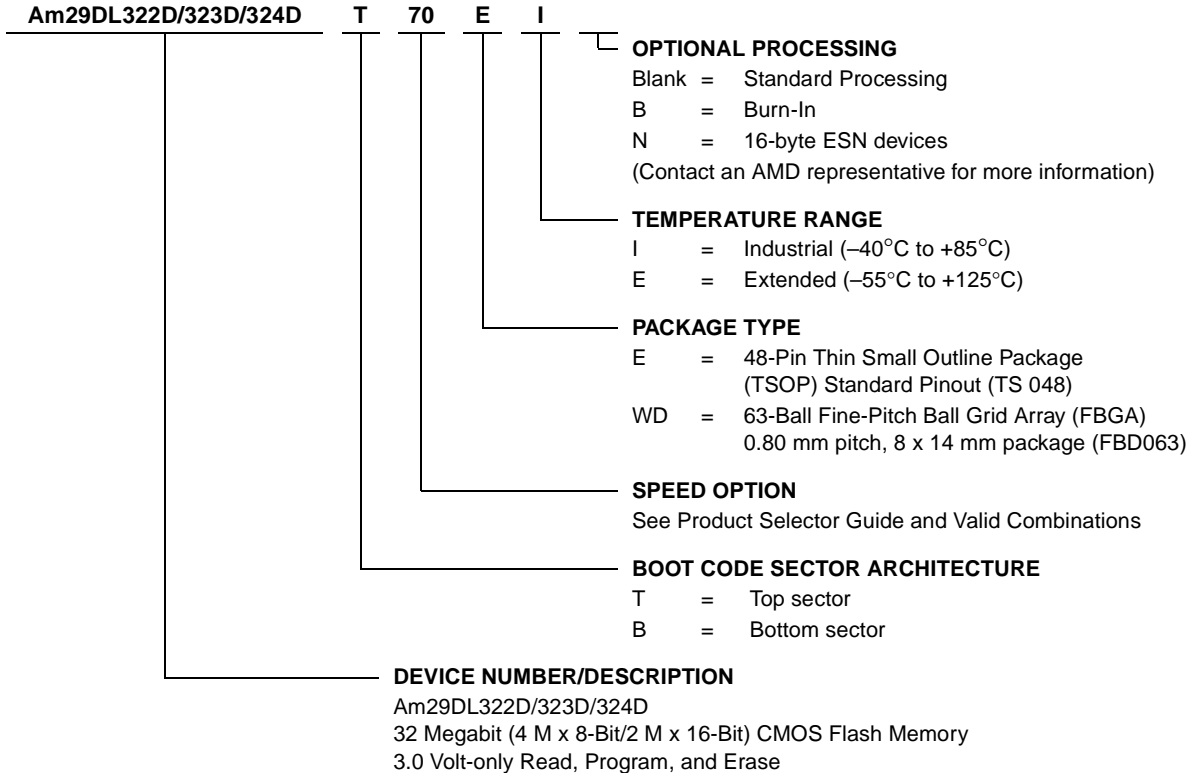 Am29DL322D/323D/324D T 70 E I
OPTIONAL PROCESSING
Blank = Standard Processing
B = Burn-In
N = 16-byte ESN devices
(Contact an AMD representative for more information)
TEMPERATURE RANGE
I = Industrial (–40°C to +85°C)
E = Extended (–55°C to +125°C)
PACKAGE TYPE
E = 48-Pin Thin Small Outline Package
(TSOP) Standard Pinout (TS 048)
WD = 63-Ball Fine-Pitch Ball Grid Array (FBGA)
0.80 mm pitch, 8 x 14 mm package (FBD063)
SPEED OPTION
See Product Selector Guide and Valid Combinations
BOOT CODE SECTOR ARCHITECTURE
T = Top sector
B = Bottom sector
DEVICE NUMBER/DESCRIPTION
Am29DL322D/323D/324D
32 Megabit (4 M x 8-Bit/2 M x 16-Bit) CMOS Flash Memory
3.0 Volt-only Read, Program, and Erase